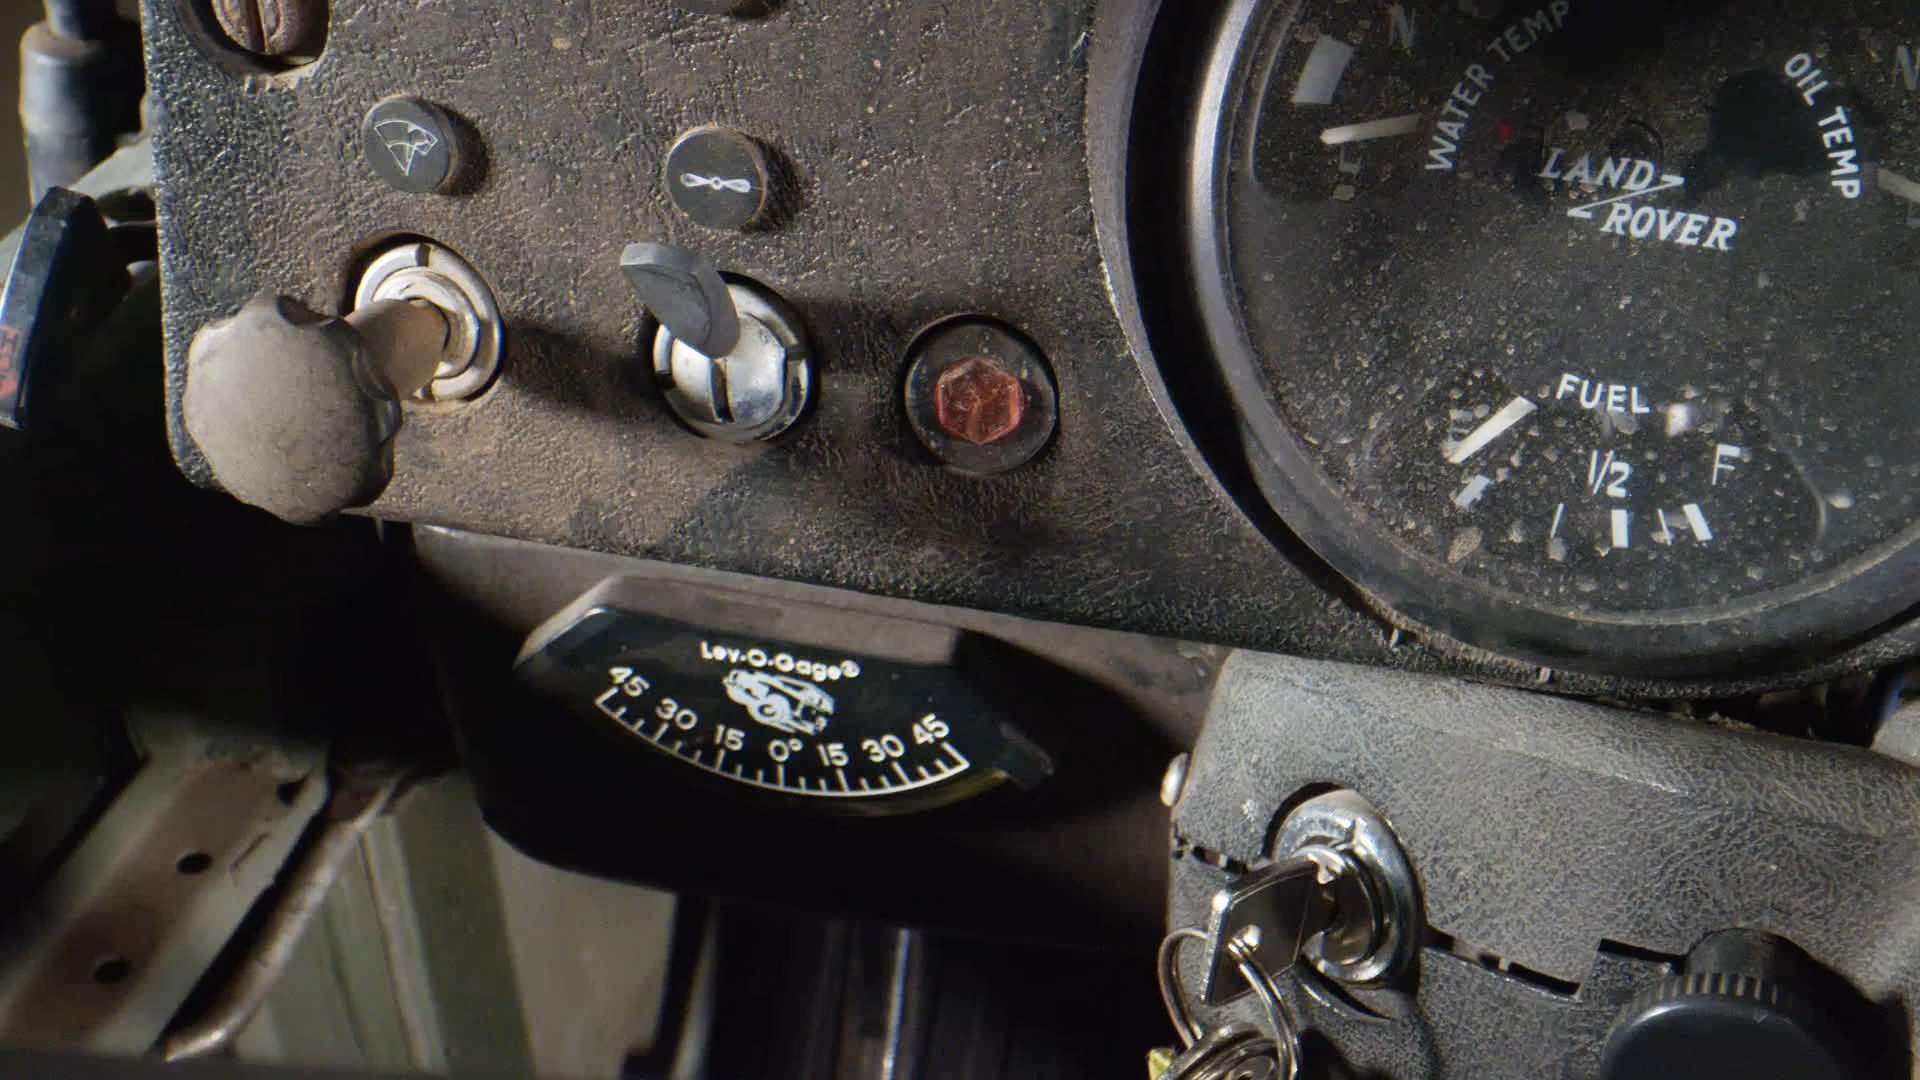 N
WATER TEMP
OIL TEMP
N
LAND
ROVER
FUEL
1/2
F
Lev-O-Gage®
45 30 15 0° 15 30 45